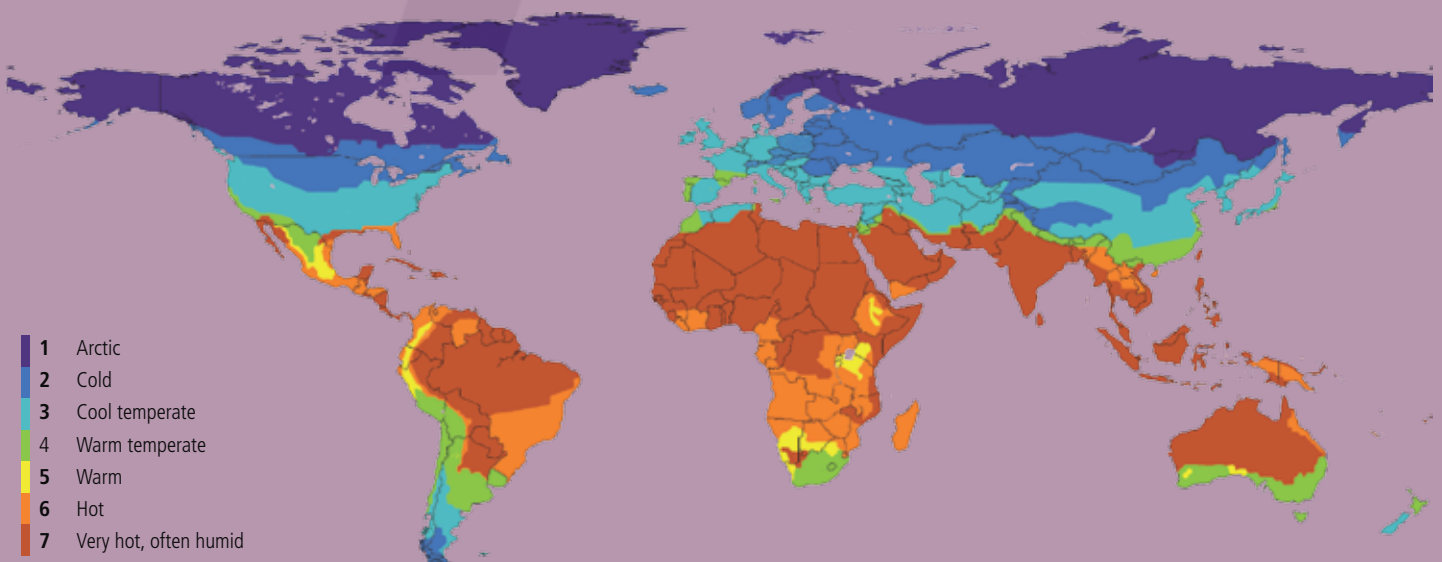 1 Arctic
2 Cold
3 Cool temperate
4 Warm temperate
5 Warm
6 Hot
7 Very hot, often humid